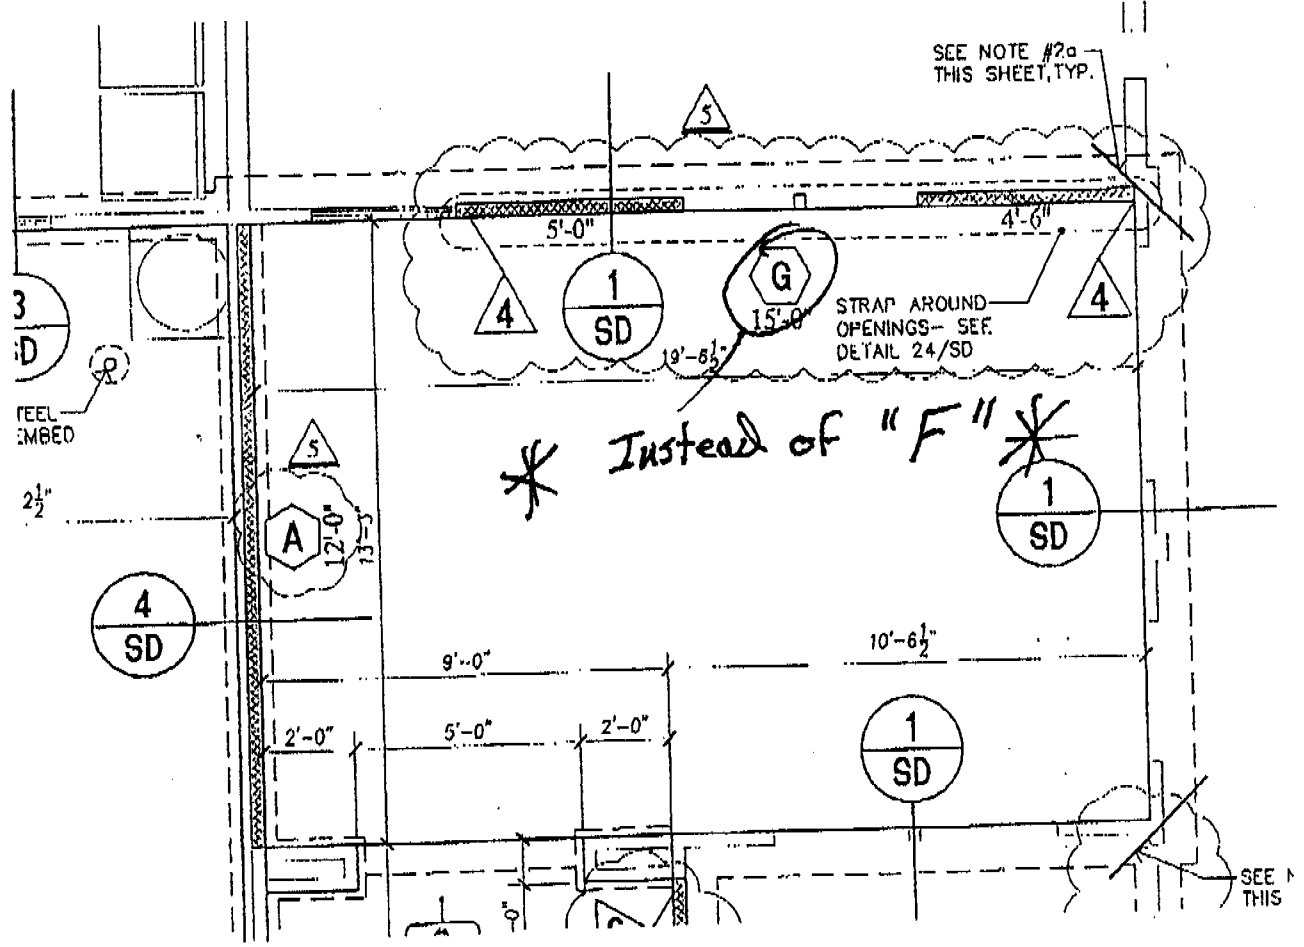 SEE NOTE #2a
THIS SHEET, TYP.
5
5'-0"
4'-6"
G
15'-0"
1
SD
4
4
STRAP AROUND
OPENINGS- SEE
DETAIL 24/SD
3
SD
19'-6½"
TEEL
EMBED
* Instead of "F" *
5
2½"
A
12'-0"
13'-3"
1
SD
4
SD
9'-0"
10'-6½"
2'-0"
5'-0"
2'-0"
1
SD
SEE N
THIS